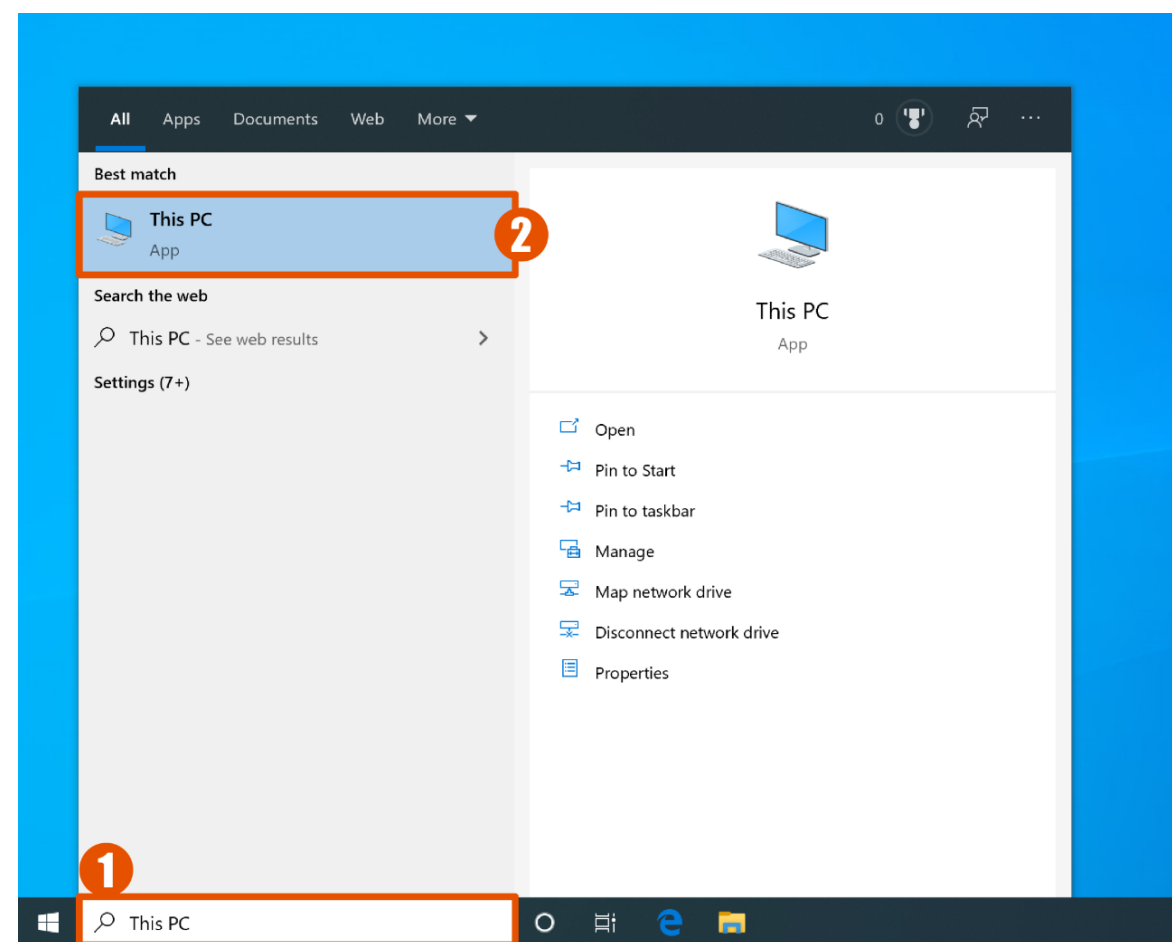 All Apps Documents Web More 0 ...
Best match
This PC
App
2
Search the web
This PC - See web results
Settings (7+)
This PC
App
Open
Pin to Start
Pin to taskbar
Manage
Map network drive
Disconnect network drive
Properties
1
This PC